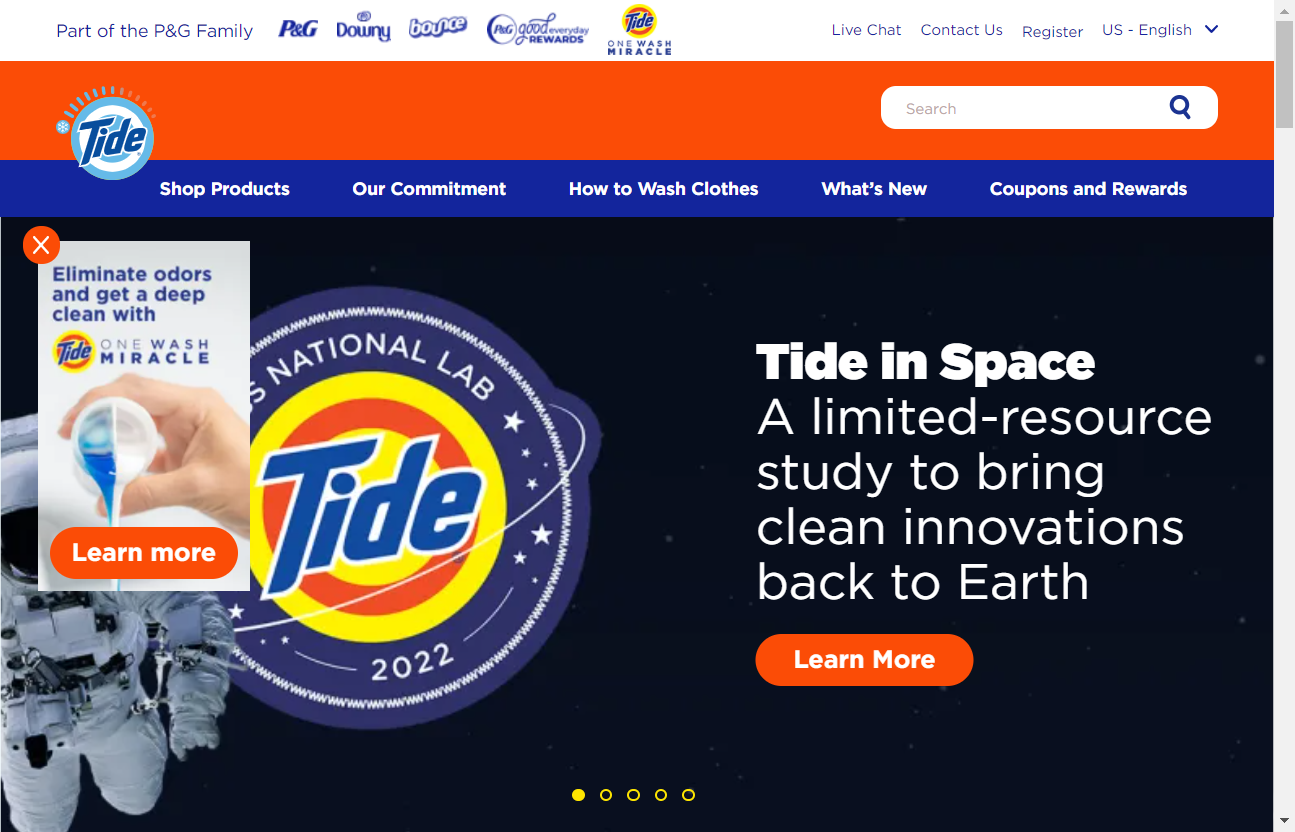 Part of the P&G Family
P&G
Downy
bounce
P&G good everyday
REWARDS
Tide
ONE WASH
MIRACLE
Live Chat
Contact Us
Register
US - English
Tide
Search
Shop Products
Our Commitment
How to Wash Clothes
What's New
Coupons and Rewards
Eliminate odors
and get a deep
clean with
Tide ONE WASH
MIRACLE
Learn more
S NATIONAL LAB
Tide
2022
Tide in Space
A limited-resource
study to bring
clean innovations
back to Earth
Learn More